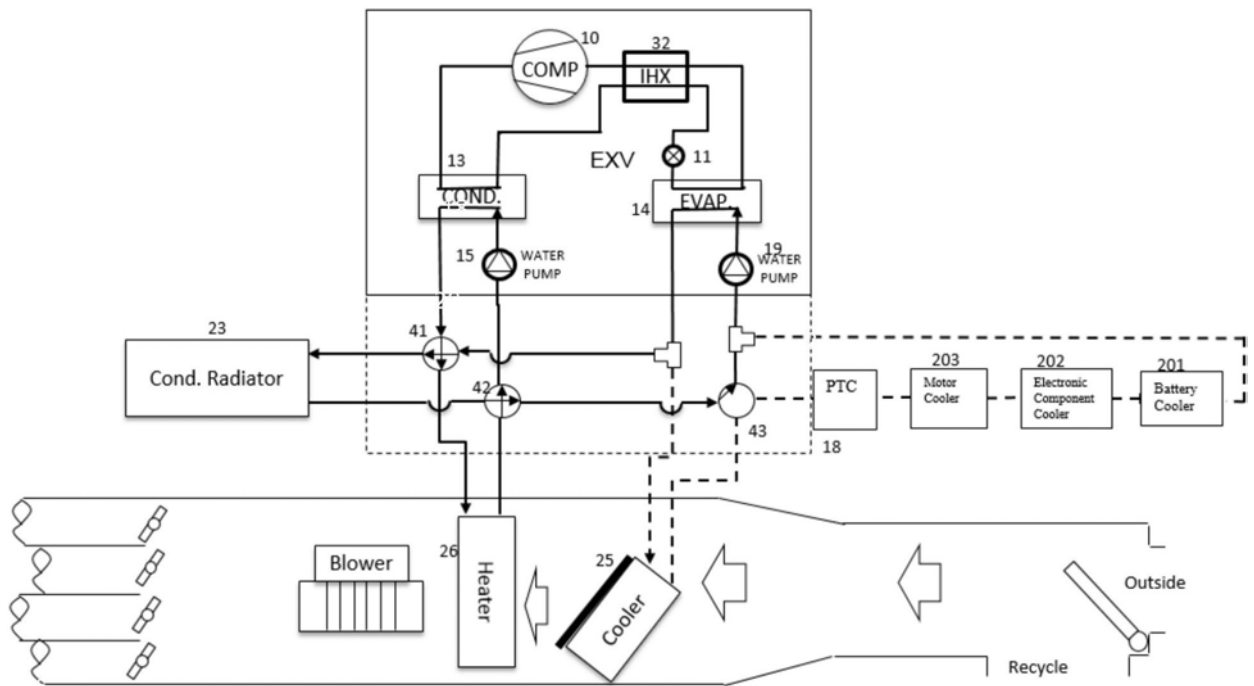 10
32
COMP
IHX
EXV
11
13
COND.
14
EVAP.
15
WATER
PUMP
19
WATER
PUMP
23
41
Cond. Radiator
42
43
PTC
18
203
Motor
Cooler
202
Electronic
Component
Cooler
201
Battery
Cooler
Blower
26
Heater
25
Cooler
Outside
Recycle